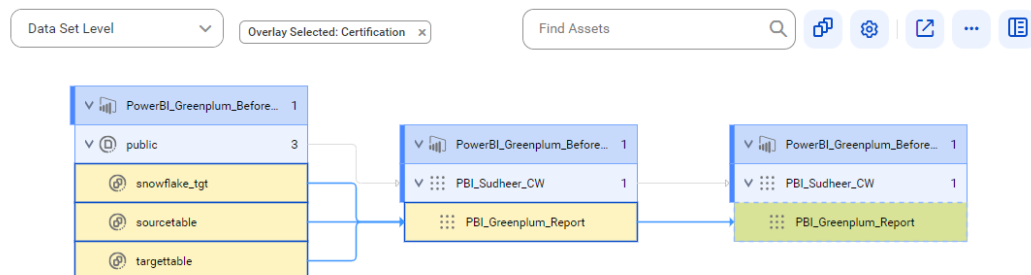 Data Set Level
Overlay Selected: Certification ×
Find Assets
PowerBI_Greenplum_Before... 1
public 3
snowflake_tgt
sourcetable
targettable
PowerBI_Greenplum_Before... 1
PBI_Sudheer_CW 1
PBI_Greenplum_Report
PowerBI_Greenplum_Before... 1
PBI_Sudheer_CW 1
PBI_Greenplum_Report